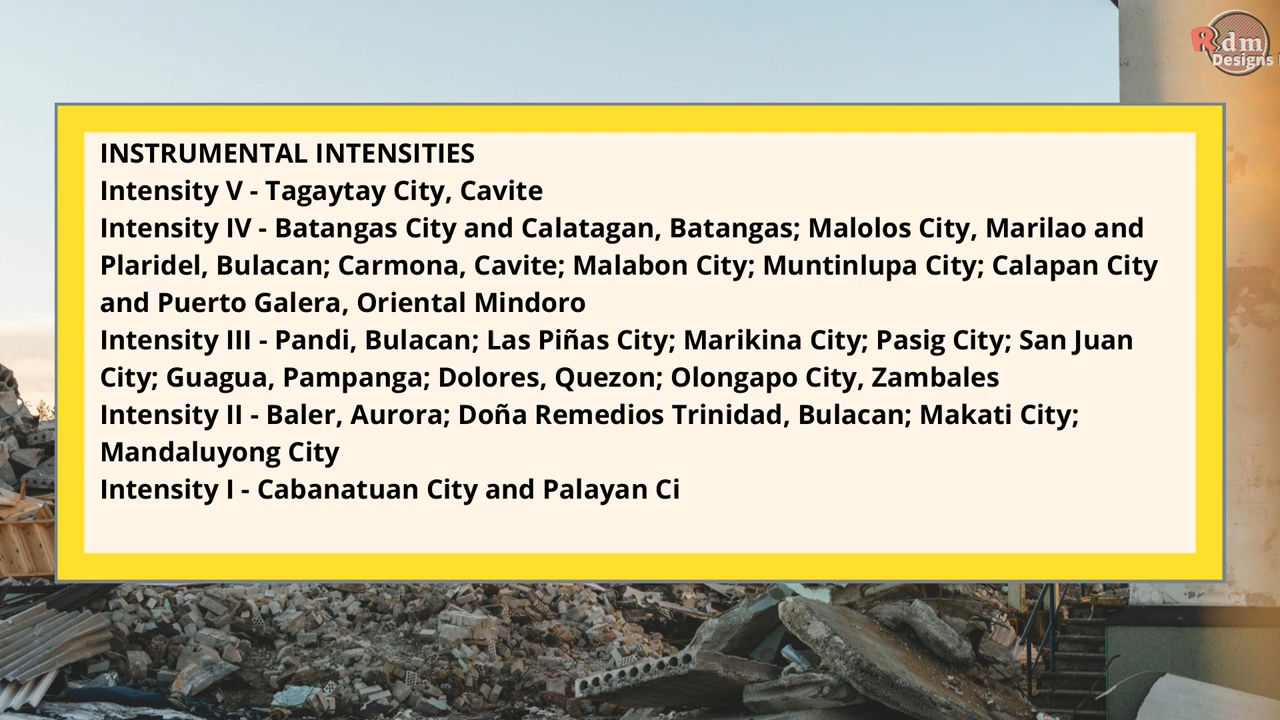 Rdm
Designs
INSTRUMENTAL INTENSITIES
Intensity V - Tagaytay City, Cavite
Intensity IV - Batangas City and Calatagan, Batangas; Malolos City, Marilao and
Plaridel, Bulacan; Carmona, Cavite; Malabon City; Muntinlupa City; Calapan City
and Puerto Galera, Oriental Mindoro
Intensity III - Pandi, Bulacan; Las Piñas City; Marikina City; Pasig City; San Juan
City; Guagua, Pampanga; Dolores, Quezon; Olongapo City, Zambales
Intensity II - Baler, Aurora; Doña Remedios Trinidad, Bulacan; Makati City;
Mandaluyong City
Intensity I - Cabanatuan City and Palayan Ci